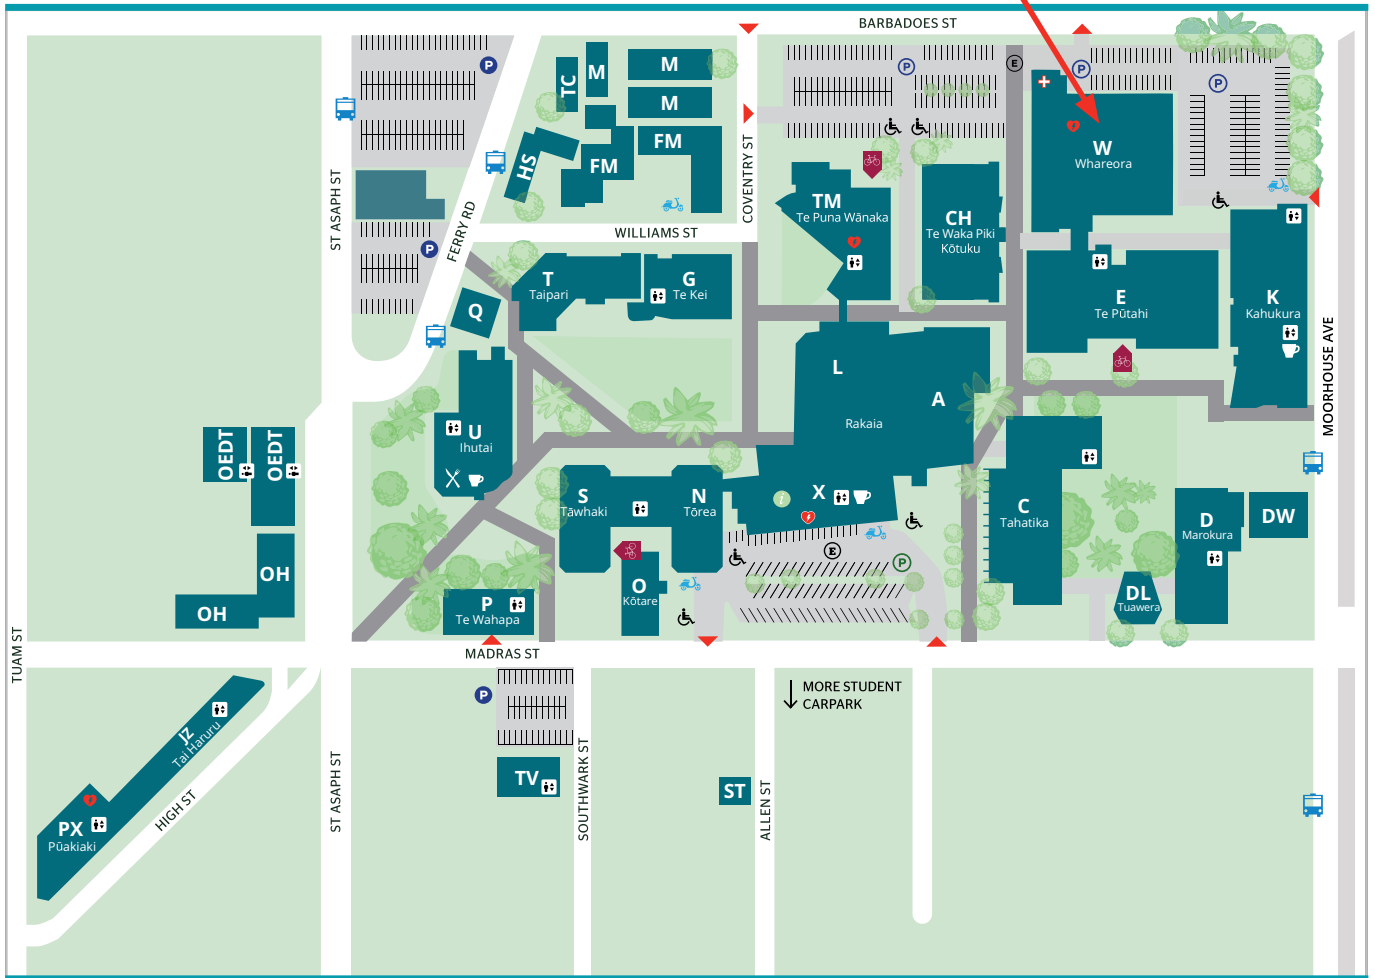 BARBADOES ST
P
TC
M
M
M
FM
FM
HS
COVENTRY ST
P
E
P
P
W
Whareora
ST ASAPH ST
FERRY RD
P
WILLIAMS ST
TM
Te Puna Wānaka
CH
Te Waka Piki
Kōtuku
T
Taipari
G
Te Kei
Q
E
Te Pūtahi
K
Kahukura
MOORHOUSE AVE
L
A
Rakaia
U
Ihutai
OEDT
OEDT
S
Tāwhaki
N
Tōrea
i
X
E
P
C
Tahatika
D
Marokura
DW
OH
OH
O
Kōtare
P
Te Wahapa
DL
Tuawera
TUAM ST
MADRAS ST
P
MORE STUDENT
CARPARK
JZ
Tai Haruru
HIGH ST
PX
Pūakiaki
ST ASAPH ST
TV
SOUTHWARK ST
ST
ALLEN ST